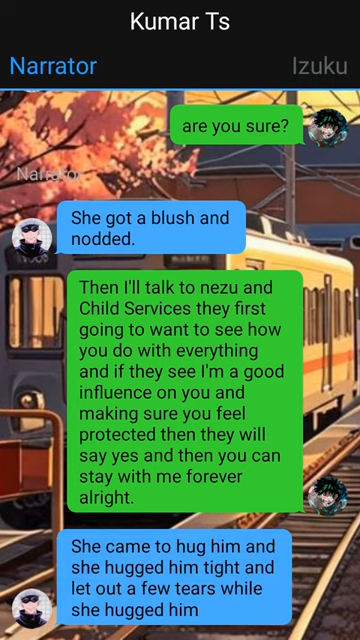 Kumar Ts
Narrator
Izuku
are you sure?
Narrator
She got a blush and
nodded.
Then I'll talk to nezu and
Child Services they first
going to want to see how
you do with everything
and if they see I'm a good
influence on you and
making sure you feel
protected then they will
say yes and then you can
stay with me forever
alright.
She came to hug him and
she hugged him tight and
let out a few tears while
she hugged him